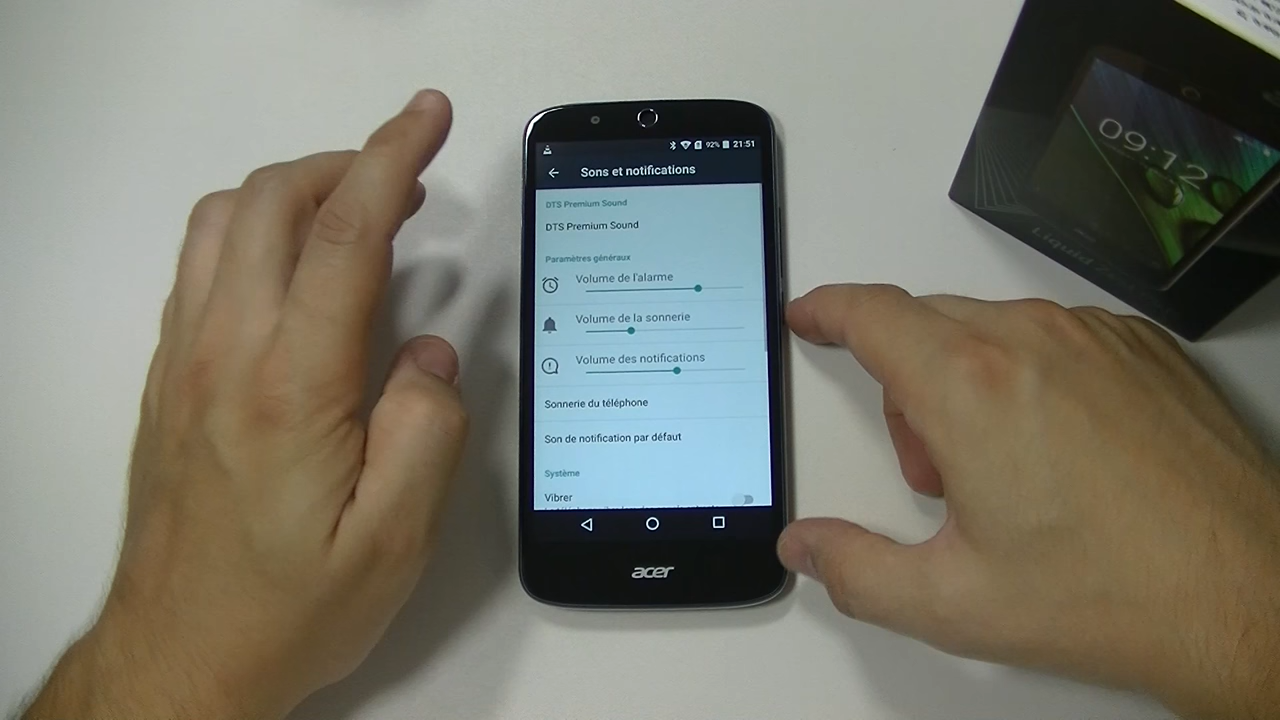 92% 21:51
Sons et notifications
DTS Premium Sound
DTS Premium Sound
Paramètres généraux
Volume de l'alarme
Volume de la sonnerie
Volume des notifications
Sonnerie du téléphone
Son de notification par défaut
Système
Vibrer
acer
09:12
Liquid